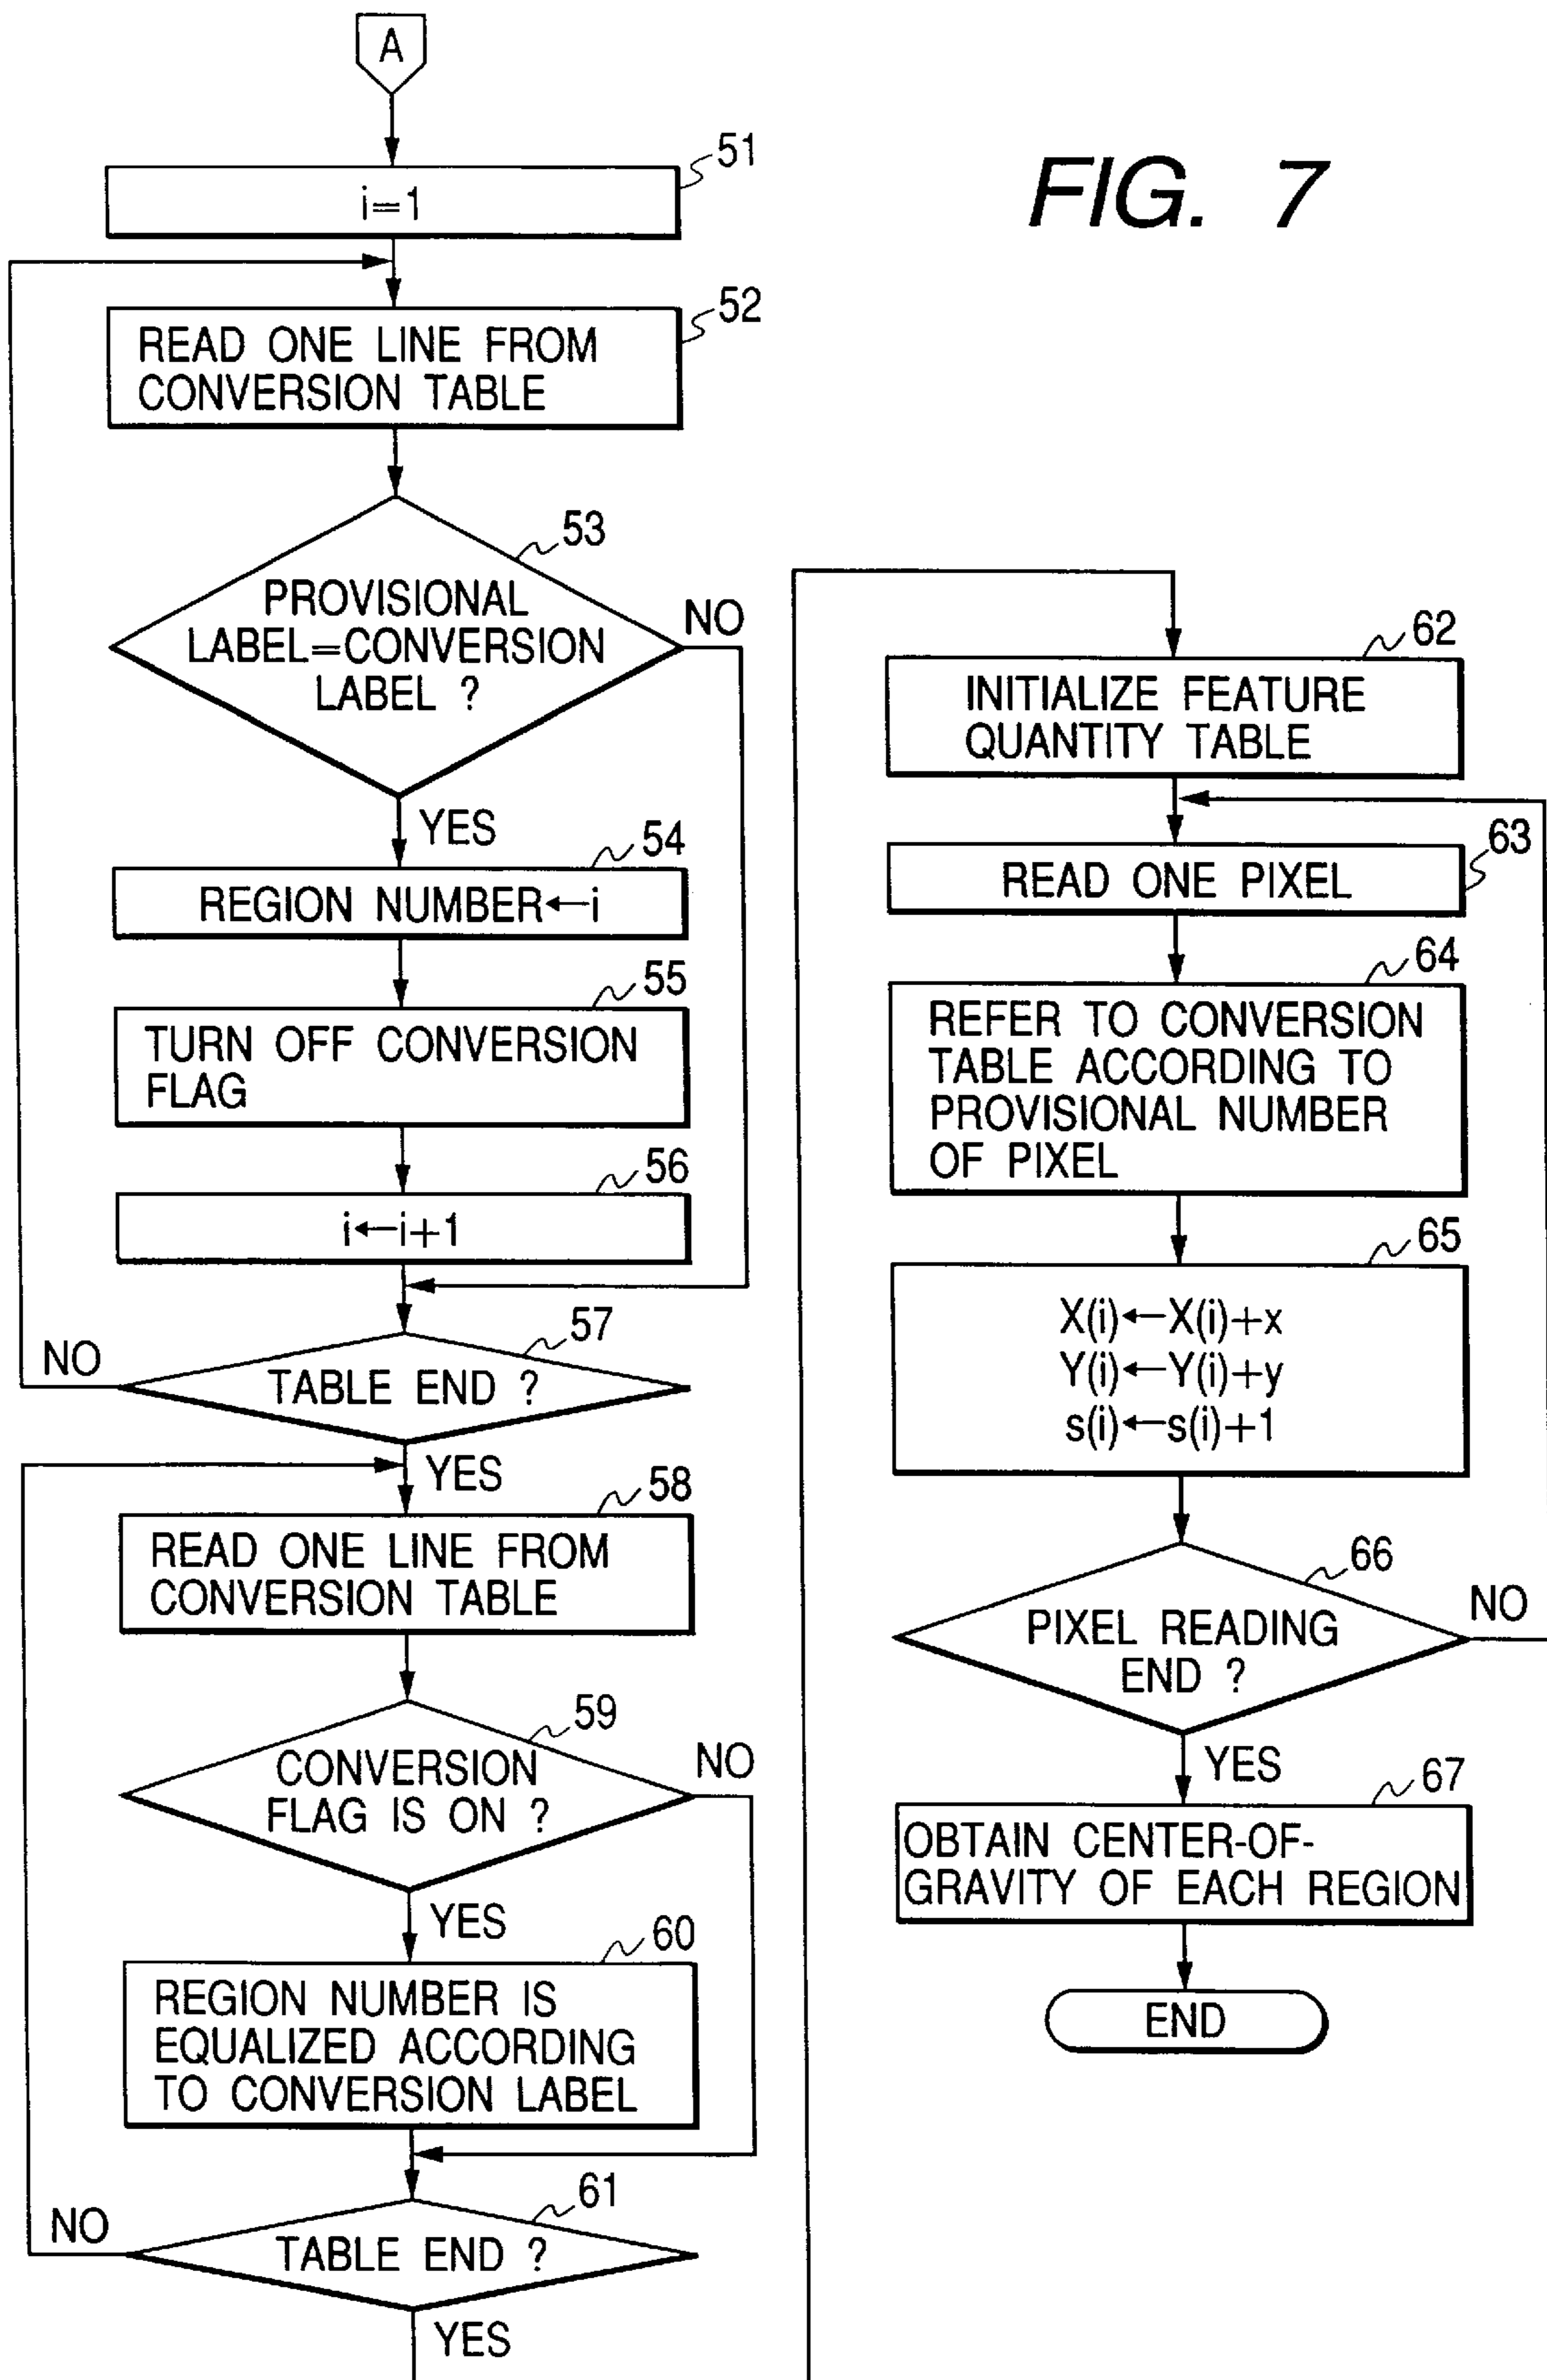 A
FIG. 7
51
i=1
52
READ ONE LINE FROM
CONVERSION TABLE
53
PROVISIONAL
LABEL=CONVERSION
LABEL ?
NO
YES
54
REGION NUMBER←i
55
TURN OFF CONVERSION
FLAG
56
i←i+1
57
NO
TABLE END ?
YES
58
READ ONE LINE FROM
CONVERSION TABLE
59
CONVERSION
FLAG IS ON ?
NO
YES
60
REGION NUMBER IS
EQUALIZED ACCORDING
TO CONVERSION LABEL
61
NO
TABLE END ?
YES
62
INITIALIZE FEATURE
QUANTITY TABLE
63
READ ONE PIXEL
64
REFER TO CONVERSION
TABLE ACCORDING TO
PROVISIONAL NUMBER
OF PIXEL
65
X(i)←X(i)+x
Y(i)←Y(i)+y
s(i)←s(i)+1
66
PIXEL READING
END ?
NO
YES
67
OBTAIN CENTER-OF-
GRAVITY OF EACH REGION
END